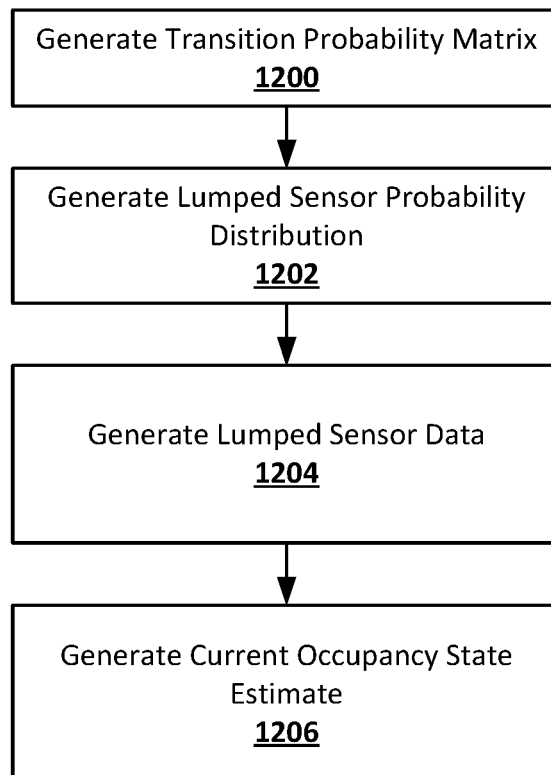 Generate Transition Probability Matrix
1200
Generate Lumped Sensor Probability
Distribution
1202
Generate Lumped Sensor Data
1204
Generate Current Occupancy State
Estimate
1206